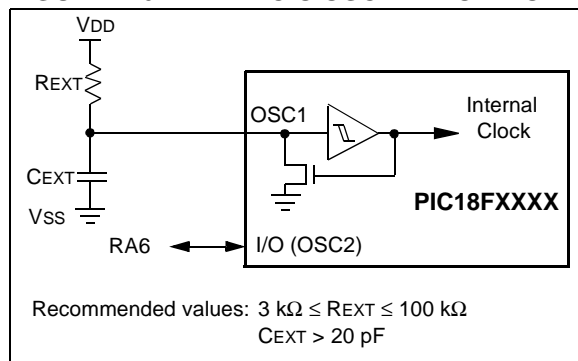 VDD
REXT
OSC1
Internal
Clock
CEXT
PIC18FXXXX
VSS
RA6
I/O (OSC2)
Recommended values: 3 kΩ ≤ REXT ≤ 100 kΩ
CEXT > 20 pF